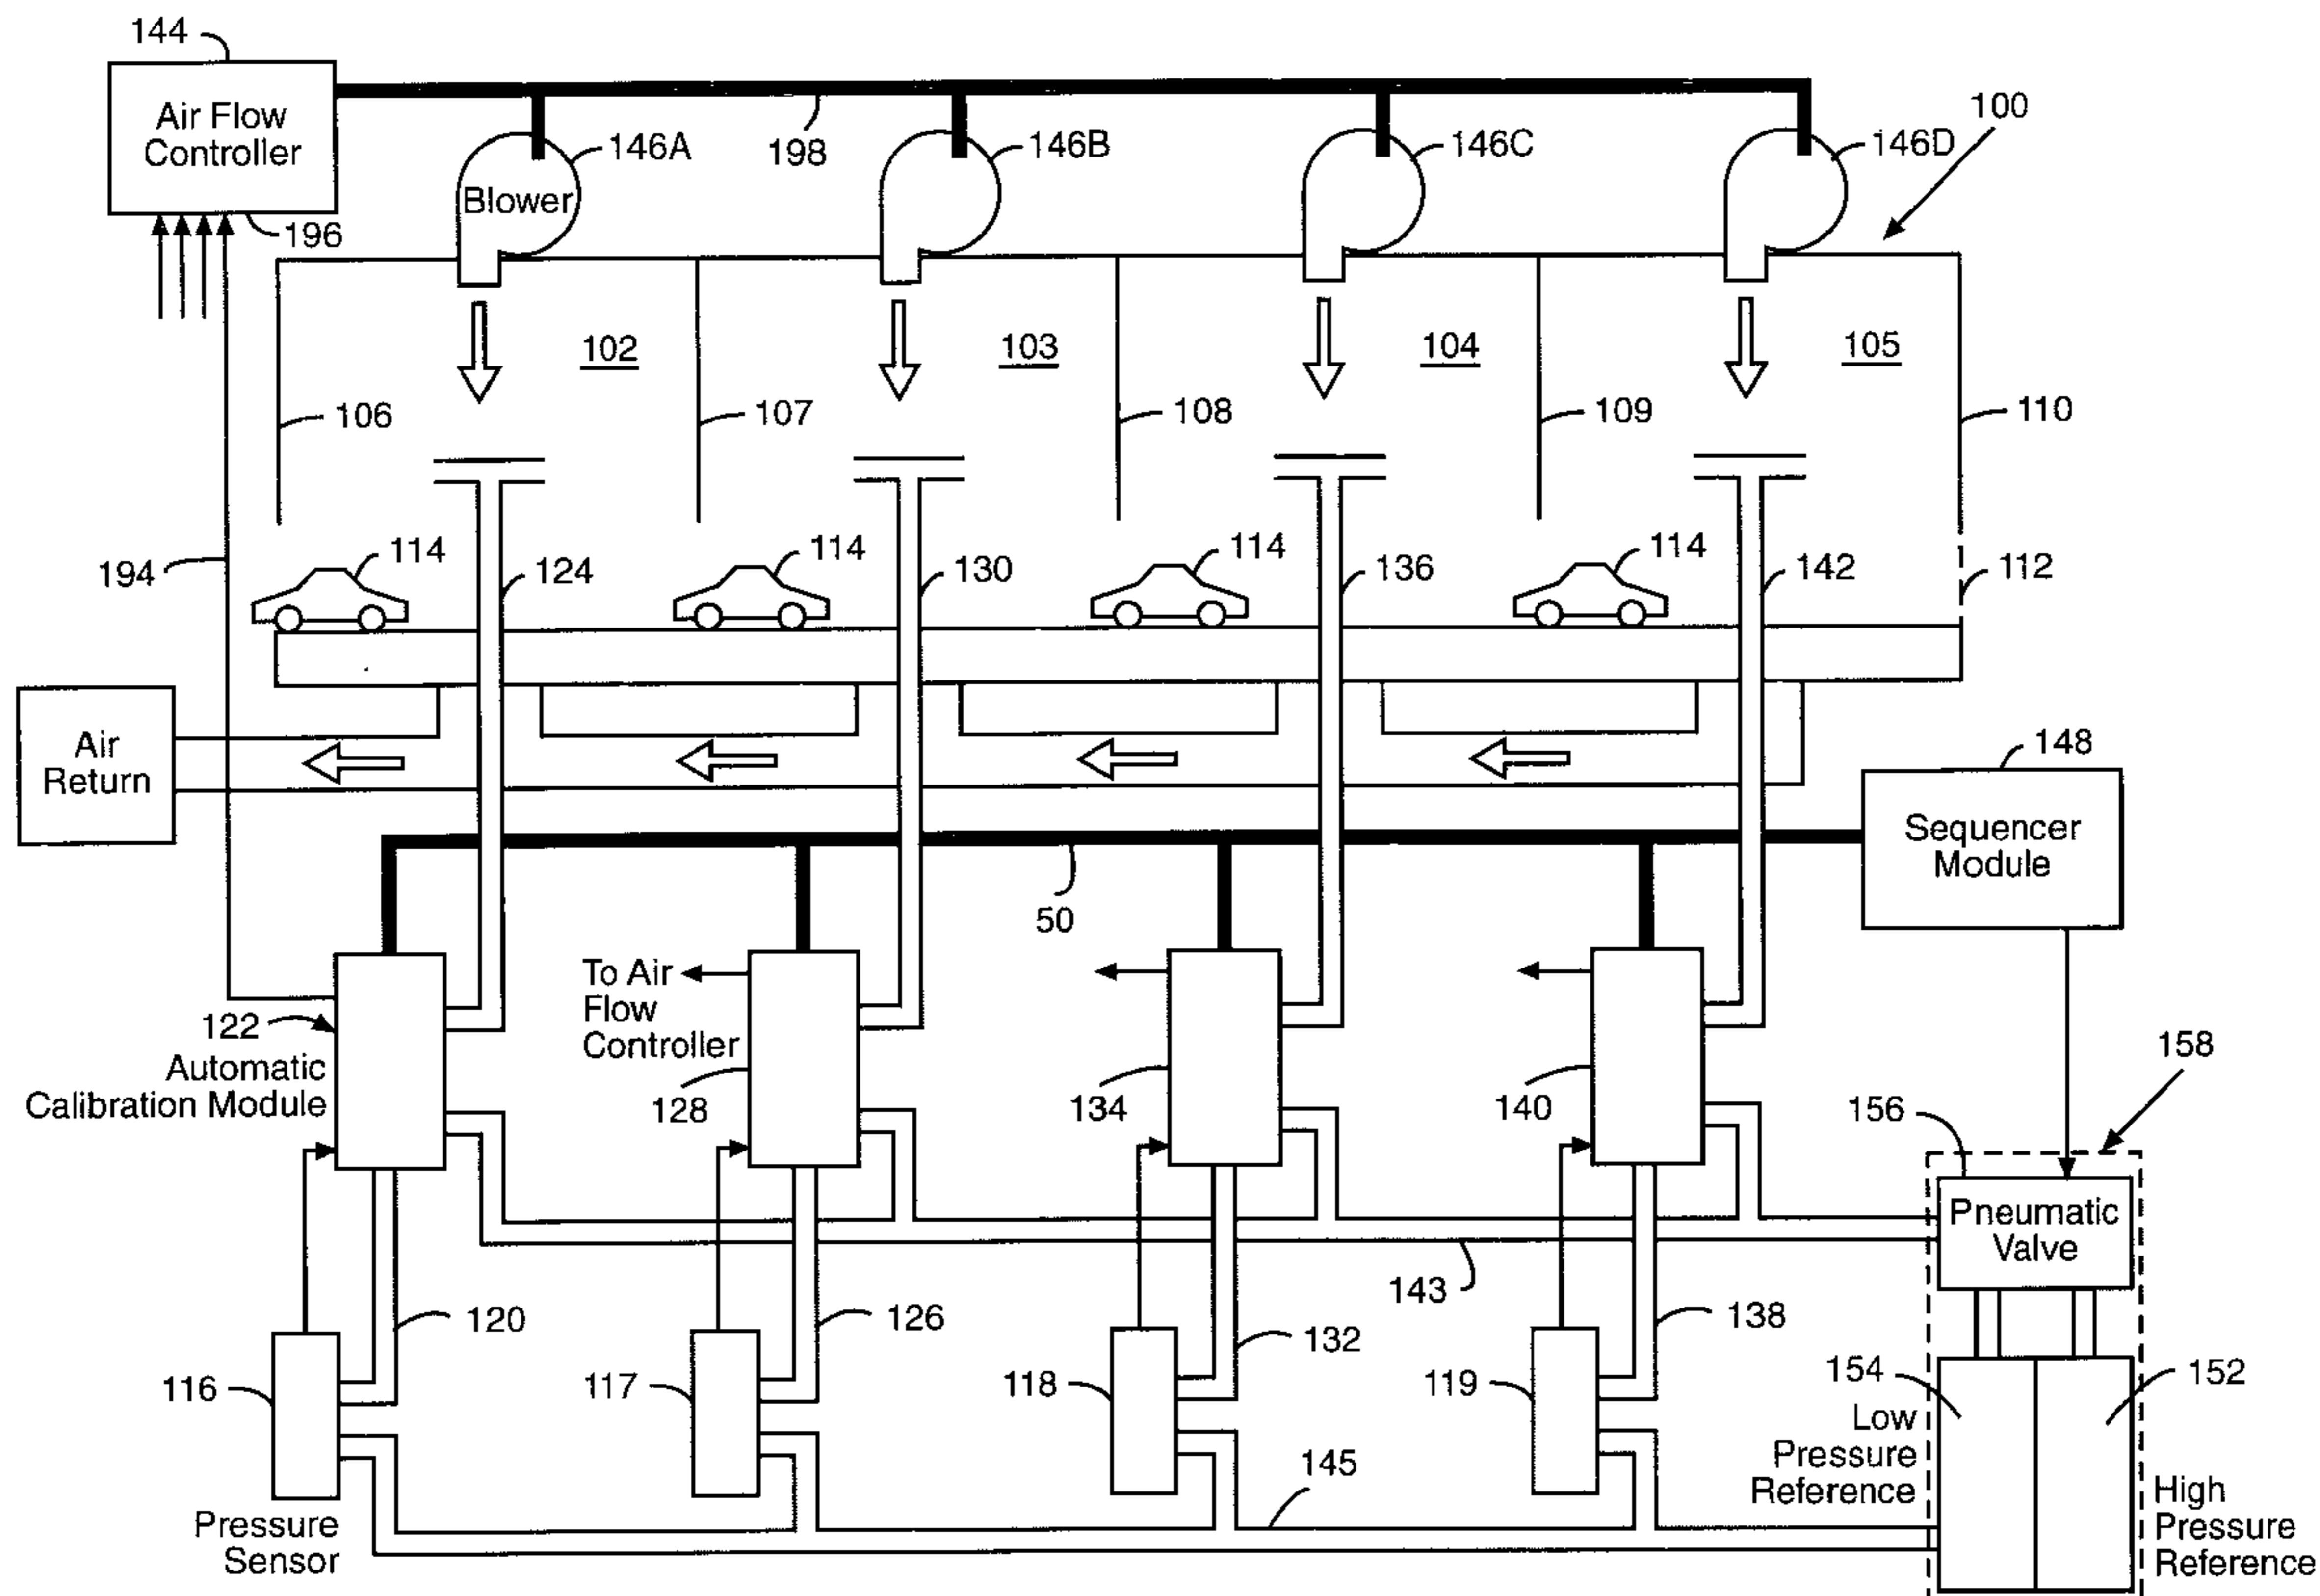 144
Air Flow
Controller
196
198
Blower
146A
146B
146C
146D
100
102
103
104
105
106
107
108
109
110
112
114
114
114
114
194
124
130
136
142
Air
Return
148
Sequencer
Module
50
122
Automatic
Calibration Module
To Air
Flow
Controller
128
134
140
158
156
Pneumatic
Valve
143
120
126
132
138
116
117
118
119
154
152
Low
Pressure
Reference
High
Pressure
Reference
145
Pressure
Sensor